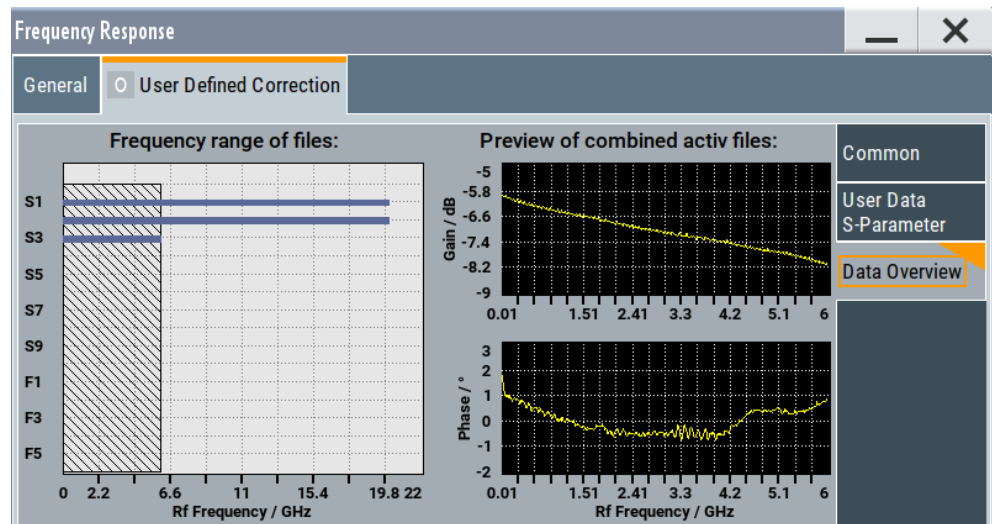 Frequency Response
General
User Defined Correction
Frequency range of files:
S1
S3
S5
S7
S9
F1
F3
F5
0 2.2 6.6 11 15.4 19.8 22
Rf Frequency / GHz
Preview of combined activ files:
Gain / dB
-5
-5.8
-6.6
-7.4
-8.2
-9
0.01 1.51 2.41 3.3 4.2 5.1 6
Phase / °
3
2
1
0
-1
-2
0.01 1.51 2.41 3.3 4.2 5.1 6
Rf Frequency / GHz
Common
User Data
S-Parameter
Data Overview